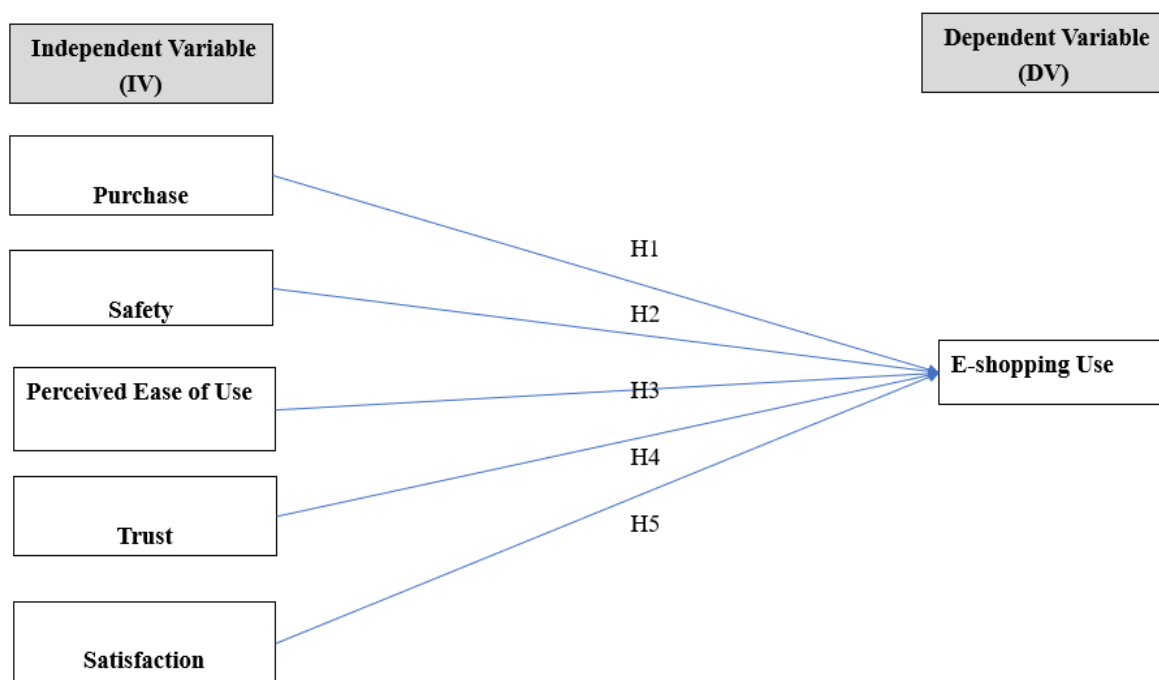 Independent Variable
(IV)
Dependent Variable
(DV)
Purchase
H1
Safety
H2
E-shopping Use
Perceived Ease of Use
H3
H4
Trust
H5
Satisfaction